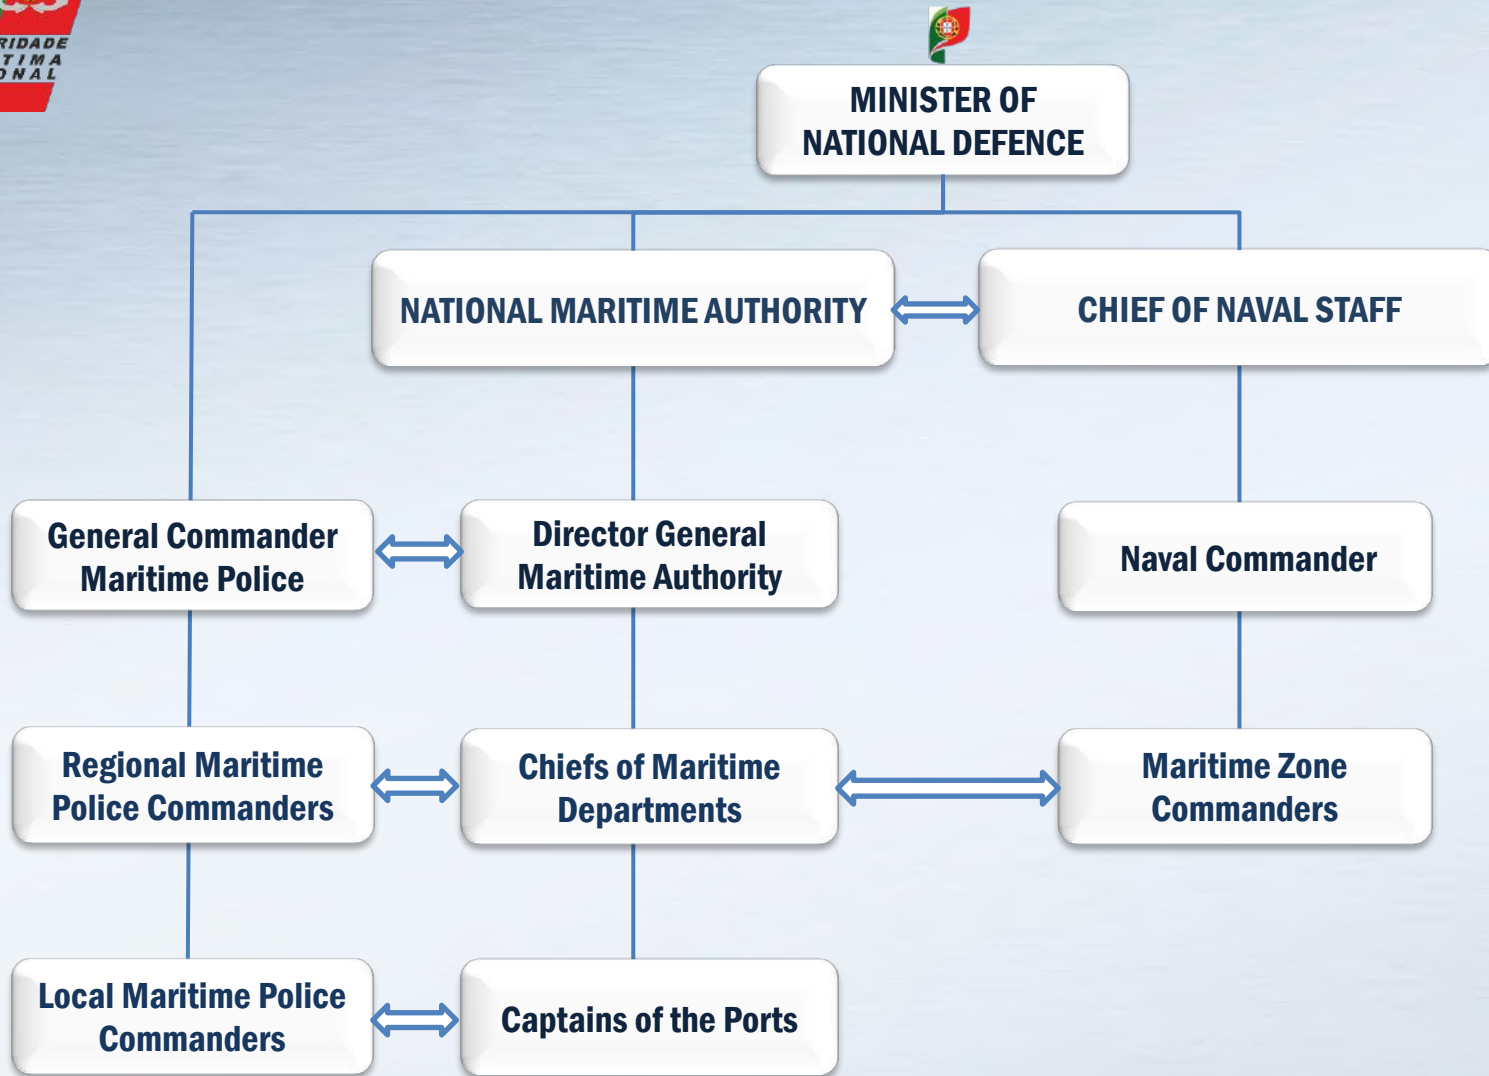 MINISTER OF
NATIONAL DEFENCE
NATIONAL MARITIME AUTHORITY
CHIEF OF NAVAL STAFF
General Commander
Maritime Police
Director General
Maritime Authority
Naval Commander
Regional Maritime
Police Commanders
Chiefs of Maritime
Departments
Maritime Zone
Commanders
Local Maritime Police
Commanders
Captains of the Ports